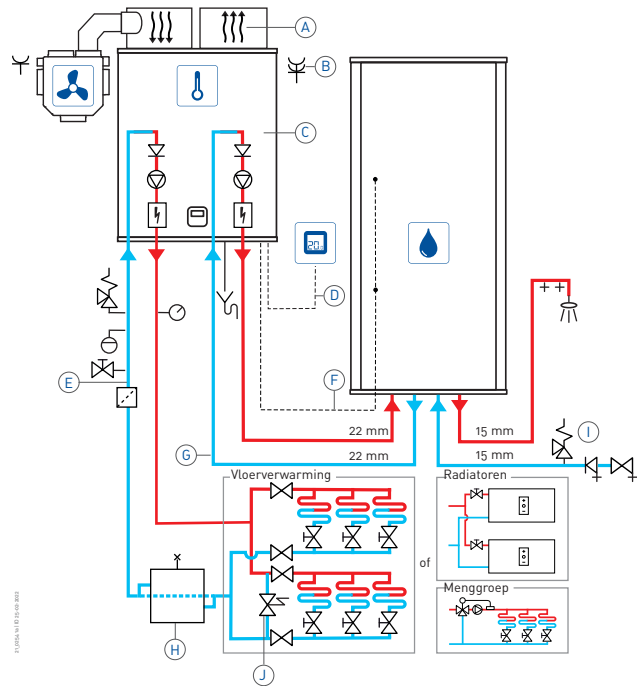 A
B
C
20
D
E
F
G
22 mm
15 mm
I
22 mm
15 mm
Vloerverwarming
Radiatoren
of
Menggroep
H
J